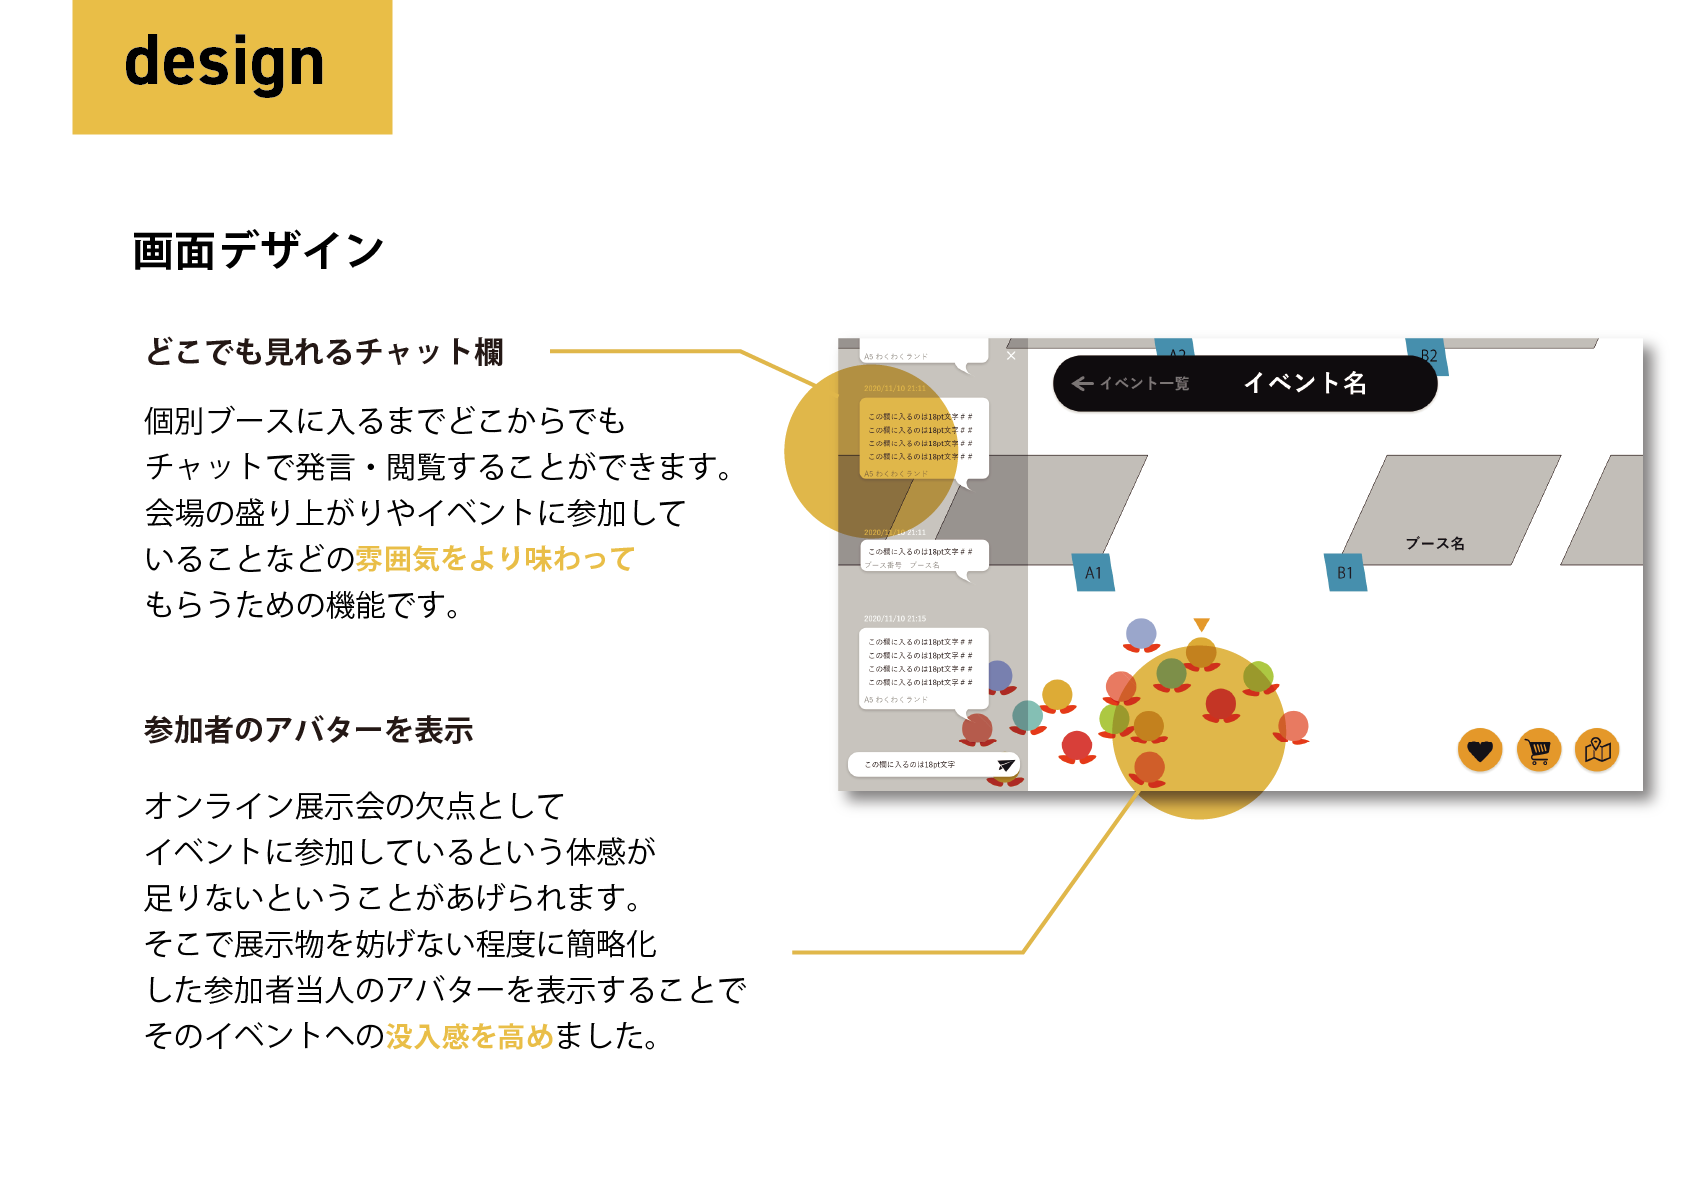 design
画面デザイン
どこでも見れるチャット欄
個別ブースに入るまでどこからでも
チャットで発言・閲覧することができます。
会場の盛り上がりやイベントに参加して
いることなどの雰囲気をより味わって
もらうための機能です。
参加者のアバターを表示
オンライン展示会の欠点として
イベントに参加しているという体感が
足りないということがあげられます。
そこで展示物を妨げない程度に簡略化
した参加者当人のアバターを表示することで
そのイベントへの没入感を高めました。
A5 わくわくランド
×
2020/11/10 21:11
この欄に入るのは18pt文字＃＃
この欄に入るのは18pt文字＃＃
この欄に入るのは18pt文字＃＃
この欄に入るのは18pt文字＃＃
A5 わくわくランド
2020/11/10 21:11
この欄に入るのは18pt文字＃＃
ブース番号　ブース名
2020/11/10 21:15
この欄に入るのは18pt文字＃＃
この欄に入るのは18pt文字＃＃
この欄に入るのは18pt文字＃＃
この欄に入るのは18pt文字＃＃
A5 わくわくランド
この欄に入るのは18pt文字
A2
B2
イベント一覧
イベント名
ブース名
A1
B1